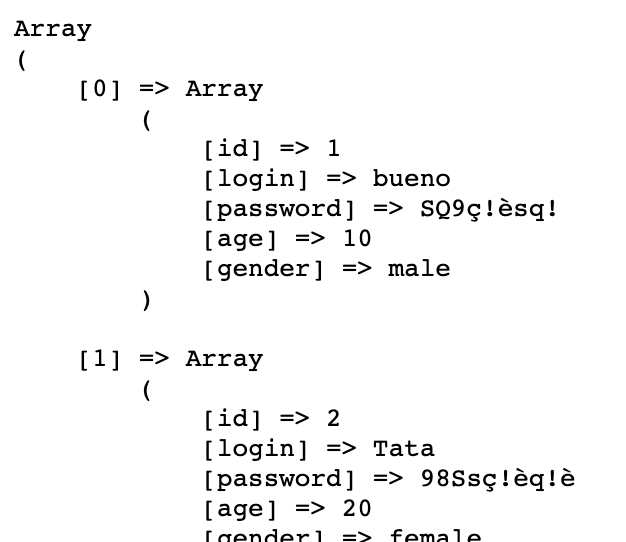 Array
(
    [0] => Array
        (
            [id] => 1
            [login] => bueno
            [password] => SQ9ç!èsq!
            [age] => 10
            [gender] => male
        )

    [1] => Array
        (
            [id] => 2
            [login] => Tata
            [password] => 98Ssç!èq!è
            [age] => 20
            [gender] => female